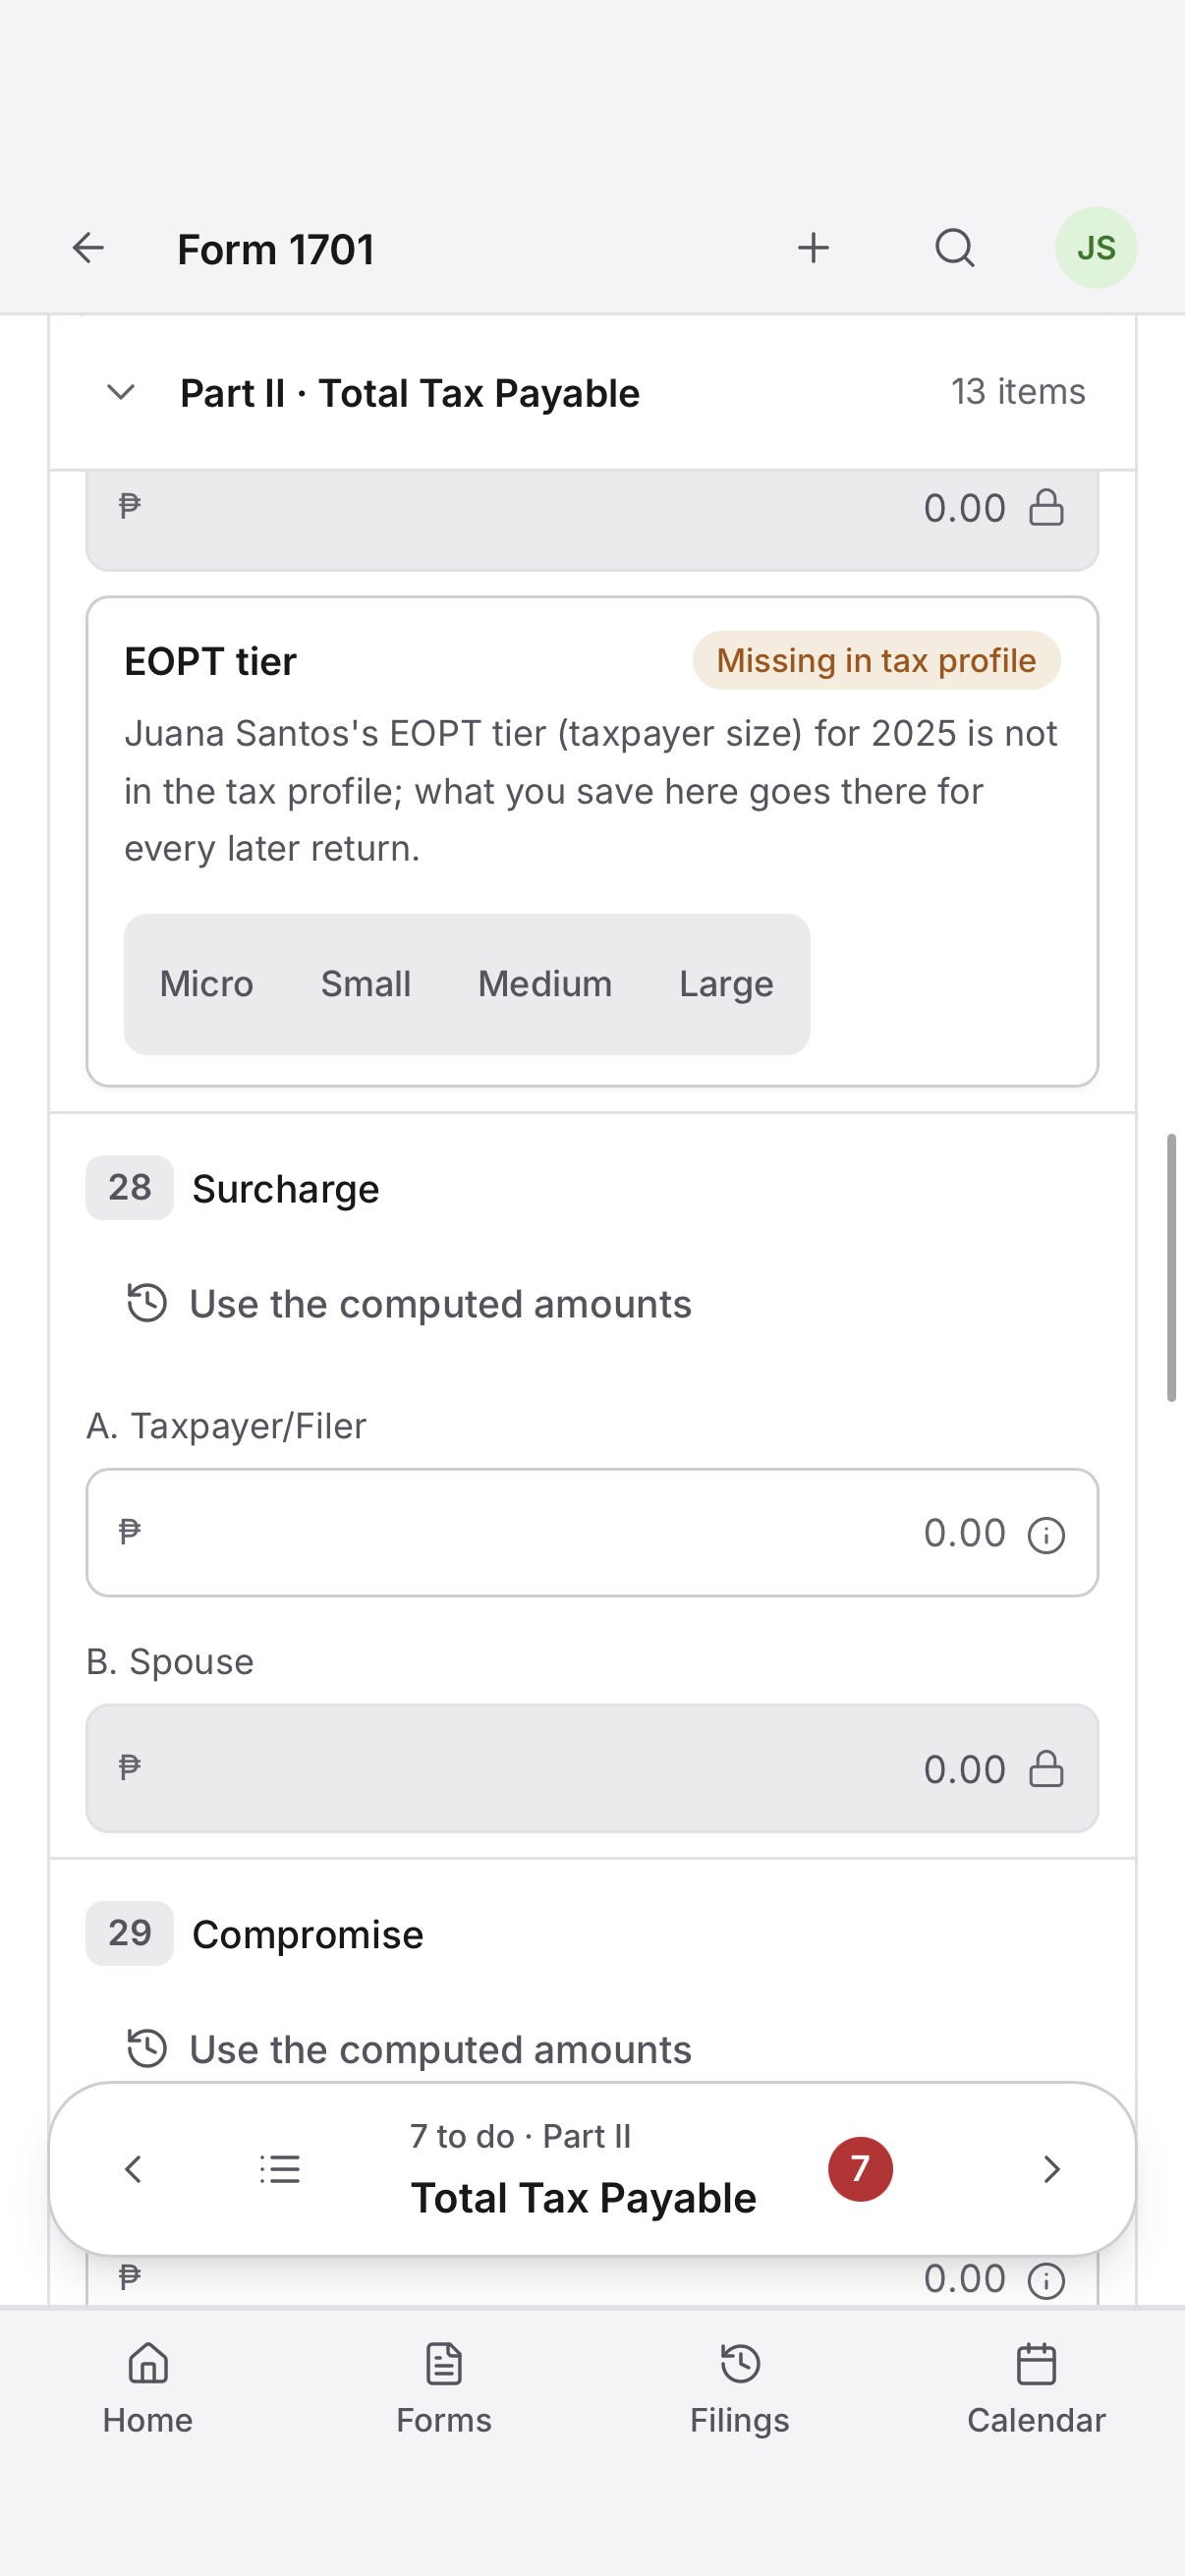 Form 1701
JS
Part II · Total Tax Payable
13 items
₱ 0.00
EOPT tier
Missing in tax profile
Juana Santos's EOPT tier (taxpayer size) for 2025 is not
in the tax profile; what you save here goes there for
every later return.
Micro Small Medium Large
28 Surcharge
Use the computed amounts
A. Taxpayer/Filer
₱ 0.00
B. Spouse
₱ 0.00
29 Compromise
Use the computed amounts
7 to do · Part II
Total Tax Payable
7
₱ 0.00
Home Forms Filings Calendar